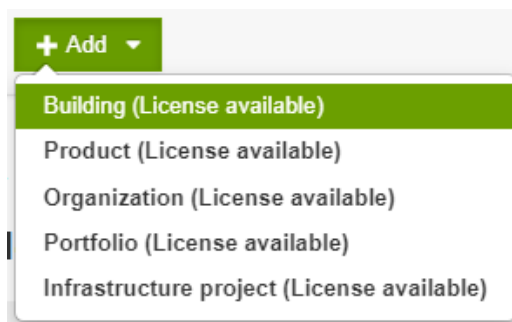 Add
Building (License available)
Product (License available)
Organization (License available)
Portfolio (License available)
Infrastructure project (License available)